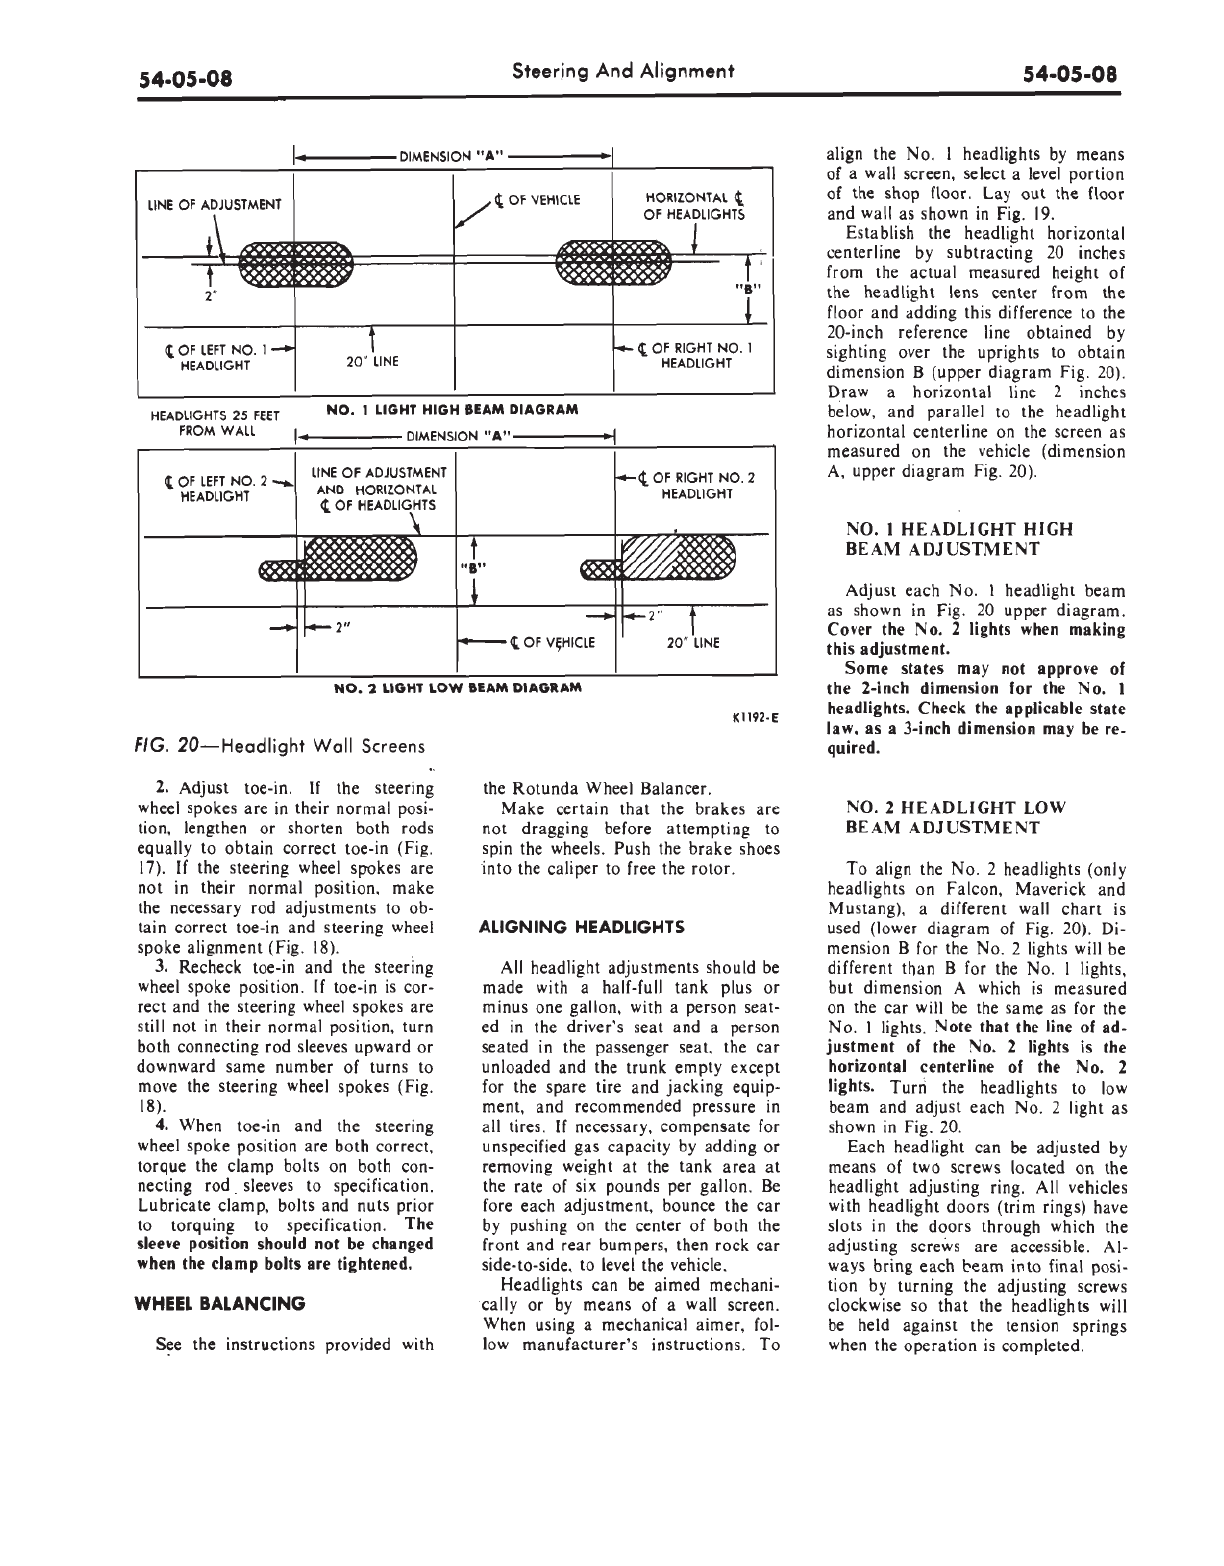 54-05-08
Steering And Alignment
54-05-08
DIMENSION "A"
LINE OF ADJUSTMENT
℄ OF VEHICLE
HORIZONTAL ℄
OF HEADLIGHTS
2"
"B"
℄ OF LEFT NO. 1
HEADLIGHT
20" LINE
℄ OF RIGHT NO. 1
HEADLIGHT
HEADLIGHTS 25 FEET
FROM WALL
NO. 1 LIGHT HIGH BEAM DIAGRAM
DIMENSION "A"
℄ OF LEFT NO. 2
HEADLIGHT
LINE OF ADJUSTMENT
AND HORIZONTAL
℄ OF HEADLIGHTS
℄ OF RIGHT NO. 2
HEADLIGHT
"B"
2"
2"
℄ OF VEHICLE
20" LINE
NO. 2 LIGHT LOW BEAM DIAGRAM
K1192-E
FIG. 20—Headlight Wall Screens
2. Adjust toe-in. If the steering
wheel spokes are in their normal posi-
tion, lengthen or shorten both rods
equally to obtain correct toe-in (Fig.
17). If the steering wheel spokes are
not in their normal position, make
the necessary rod adjustments to ob-
tain correct toe-in and steering wheel
spoke alignment (Fig. 18).
3. Recheck toe-in and the steering
wheel spoke position. If toe-in is cor-
rect and the steering wheel spokes are
still not in their normal position, turn
both connecting rod sleeves upward or
downward same number of turns to
move the steering wheel spokes (Fig.
18).
4. When toe-in and the steering
wheel spoke position are both correct,
torque the clamp bolts on both con-
necting rod sleeves to specification.
Lubricate clamp, bolts and nuts prior
to torquing to specification. The
sleeve position should not be changed
when the clamp bolts are tightened.
WHEEL BALANCING
See the instructions provided with
the Rotunda Wheel Balancer.
Make certain that the brakes are
not dragging before attempting to
spin the wheels. Push the brake shoes
into the caliper to free the rotor.
ALIGNING HEADLIGHTS
All headlight adjustments should be
made with a half-full tank plus or
minus one gallon, with a person seat-
ed in the driver's seat and a person
seated in the passenger seat, the car
unloaded and the trunk empty except
for the spare tire and jacking equip-
ment, and recommended pressure in
all tires. If necessary, compensate for
unspecified gas capacity by adding or
removing weight at the tank area at
the rate of six pounds per gallon. Be
fore each adjustment, bounce the car
by pushing on the center of both the
front and rear bumpers, then rock car
side-to-side, to level the vehicle.
Headlights can be aimed mechani-
cally or by means of a wall screen.
When using a mechanical aimer, fol-
low manufacturer's instructions. To
align the No. 1 headlights by means
of a wall screen, select a level portion
of the shop floor. Lay out the floor
and wall as shown in Fig. 19.
Establish the headlight horizontal
centerline by subtracting 20 inches
from the actual measured height of
the headlight lens center from the
floor and adding this difference to the
20-inch reference line obtained by
sighting over the uprights to obtain
dimension B (upper diagram Fig. 20).
Draw a horizontal line 2 inches
below, and parallel to the headlight
horizontal centerline on the screen as
measured on the vehicle (dimension
A, upper diagram Fig. 20).
NO. 1 HEADLIGHT HIGH
BEAM ADJUSTMENT
Adjust each No. 1 headlight beam
as shown in Fig. 20 upper diagram.
Cover the No. 2 lights when making
this adjustment.
Some states may not approve of
the 2-inch dimension for the No. 1
headlights. Check the applicable state
law, as a 3-inch dimension may be re-
quired.
NO. 2 HEADLIGHT LOW
BEAM ADJUSTMENT
To align the No. 2 headlights (only
headlights on Falcon, Maverick and
Mustang), a different wall chart is
used (lower diagram of Fig. 20). Di-
mension B for the No. 2 lights will be
different than B for the No. 1 lights,
but dimension A which is measured
on the car will be the same as for the
No. 1 lights. Note that the line of ad-
justment of the No. 2 lights is the
horizontal centerline of the No. 2
lights. Turn the headlights to low
beam and adjust each No. 2 light as
shown in Fig. 20.
Each headlight can be adjusted by
means of two screws located on the
headlight adjusting ring. All vehicles
with headlight doors (trim rings) have
slots in the doors through which the
adjusting screws are accessible. Al-
ways bring each beam into final posi-
tion by turning the adjusting screws
clockwise so that the headlights will
be held against the tension springs
when the operation is completed.